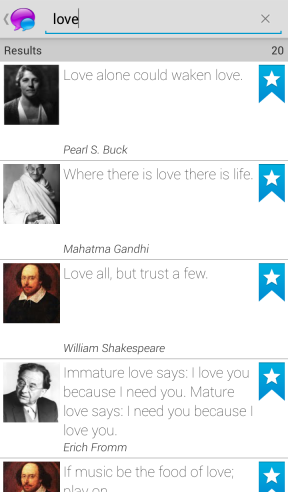 love
Results 20
Love alone could waken love.
Pearl S. Buck
Where there is love there is life.
Mahatma Gandhi
Love all, but trust a few.
William Shakespeare
Immature love says: I love you
because I need you. Mature
love says: I need you because I
love you.
Erich Fromm
If music be the food of love;
play on